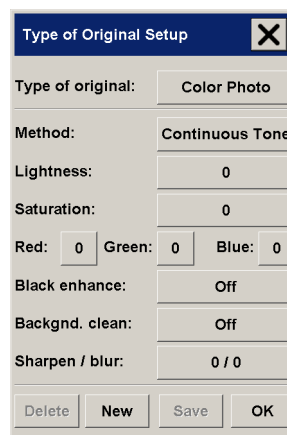 Type of Original Setup
Type of original: Color Photo
Method: Continuous Tone
Lightness: 0
Saturation: 0
Red: 0 Green: 0 Blue: 0
Black enhance: Off
Backgnd. clean: Off
Sharpen / blur: 0 / 0
Delete New Save OK